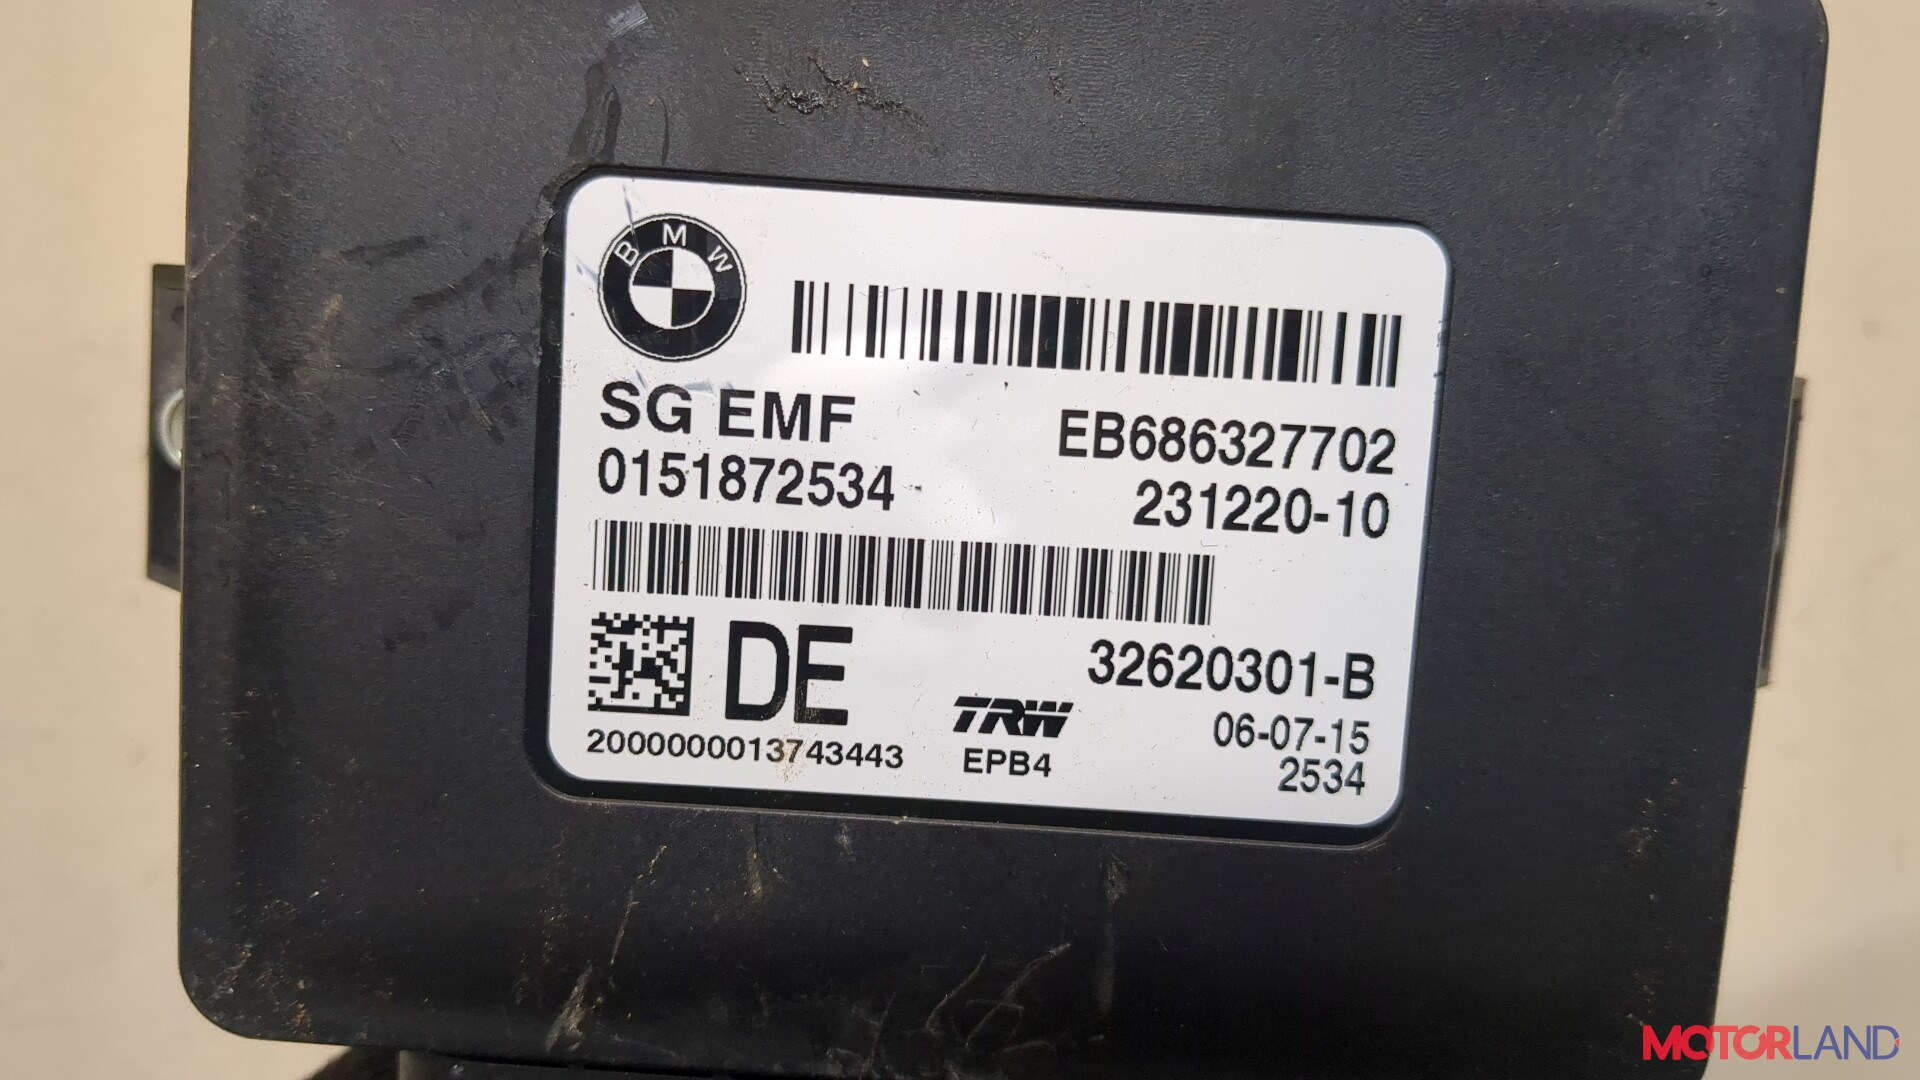 BMW
SG EMF
EB686327702
0151872534
231220-10
DE
32620301-B
TRW
06-07-15
2000000013743443
EPB4
2534
MOTORLAND